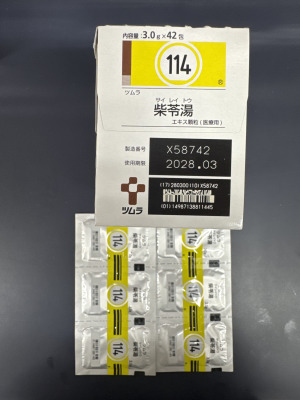 内容量:3.0g×42包
114
®
ツムラ
サイ レイ トウ
柴苓湯
エキス顆粒(医療用)
製造番号 X58742
使用期限 2028.03
(17)280300(10)X58742
(01)14987138811445
ツムラ
114
114
114
114
114
114